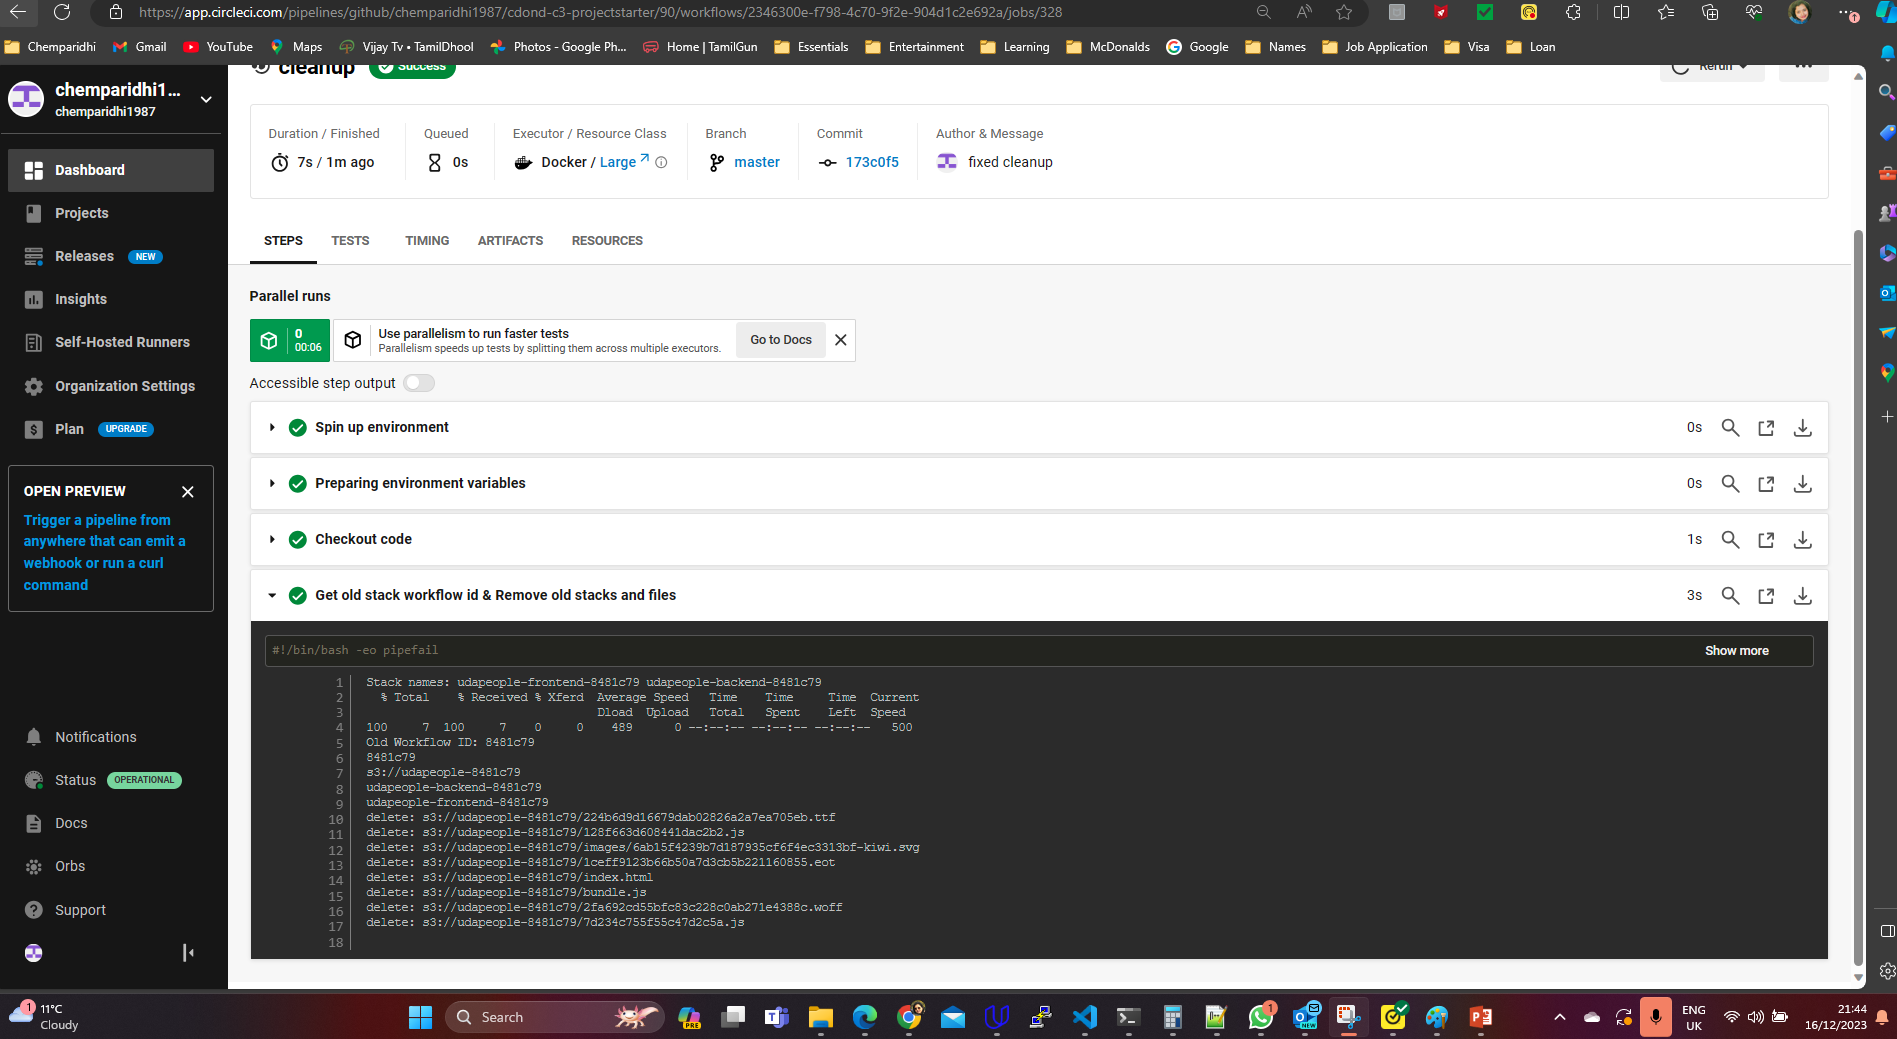 https://app.circleci.com/pipelines/github/chemparidhi1987/cdond-c3-projectstarter/90/workflows/2346300e-f798-4c70-9f2e-904d1c2e692a/jobs/328
Chemparidhi Gmail YouTube Maps Vijay Tv • TamilDhool Photos - Google Ph... Home | TamilGun Essentials Entertainment Learning McDonalds Google Names Job Application Visa Loan
chemparidhi1...
chemparidhi1987
Dashboard
Projects
Releases NEW
Insights
Self-Hosted Runners
Organization Settings
Plan UPGRADE
OPEN PREVIEW
Trigger a pipeline from
anywhere that can emit a
webhook or run a curl
command
Notifications
Status OPERATIONAL
Docs
Orbs
Support
cleanup Success Rerun
Duration / Finished Queued Executor / Resource Class Branch Commit Author & Message
7s / 1m ago 0s Docker / Large master 173c0f5 fixed cleanup
STEPS TESTS TIMING ARTIFACTS RESOURCES
Parallel runs
0
00:06
Use parallelism to run faster tests
Parallelism speeds up tests by splitting them across multiple executors.
Go to Docs
Accessible step output
Spin up environment 0s
Preparing environment variables 0s
Checkout code 1s
Get old stack workflow id & Remove old stacks and files 3s
#!/bin/bash -eo pipefail Show more
1 Stack names: udapeople-frontend-8481c79 udapeople-backend-8481c79
2 % Total % Received % Xferd Average Speed Time Time Time Current
3 Dload Upload Total Spent Left Speed
4 100 7 100 7 0 0 489 0 --:--:-- --:--:-- --:--:-- 500
5 Old Workflow ID: 8481c79
6 8481c79
7 s3://udapeople-8481c79
8 udapeople-backend-8481c79
9 udapeople-frontend-8481c79
10 delete: s3://udapeople-8481c79/224b6d9d16679dab02826a2a7ea705eb.ttf
11 delete: s3://udapeople-8481c79/128f663d608441dac2b2.js
12 delete: s3://udapeople-8481c79/images/6ab15f4239b7d187935cf6f4ec3313bf-kiwi.svg
13 delete: s3://udapeople-8481c79/1ceff9123b66b50a7d3cb5b221160855.eot
14 delete: s3://udapeople-8481c79/index.html
15 delete: s3://udapeople-8481c79/bundle.js
16 delete: s3://udapeople-8481c79/2fa692cd55bfc83c228c0ab271e4388c.woff
17 delete: s3://udapeople-8481c79/7d234c755f55c47d2c5a.js
18
1
11°C
Cloudy
Search
PRE
1
NEW
ENG
UK
21:44
16/12/2023